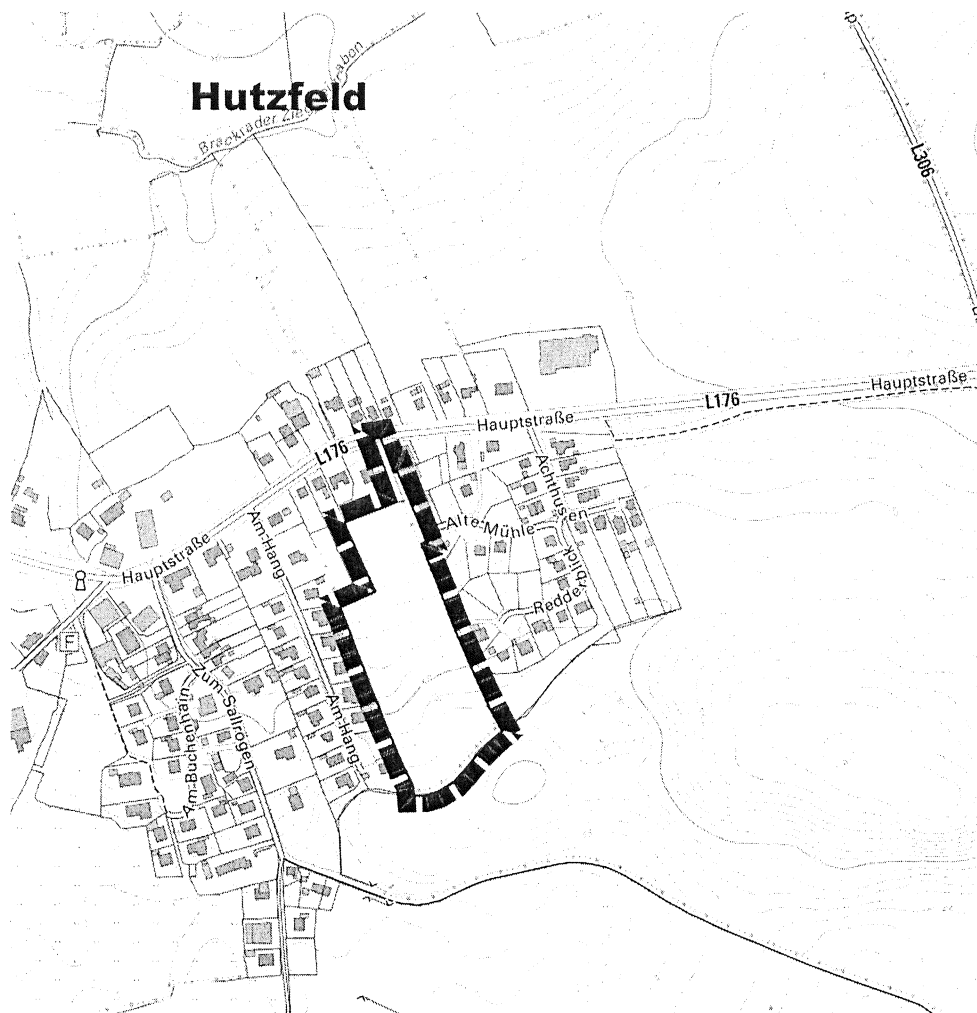 Hutzfeld
Brackrader Ziegelgraben
L306
Hauptstraße
L176
Hauptstraße
L176
Achthusen
Alte-Mühle
Am-Hang
Hauptstraße
Redderblick
F
Zum-Sallrögen
Am-Buchenhain
Am-Hang